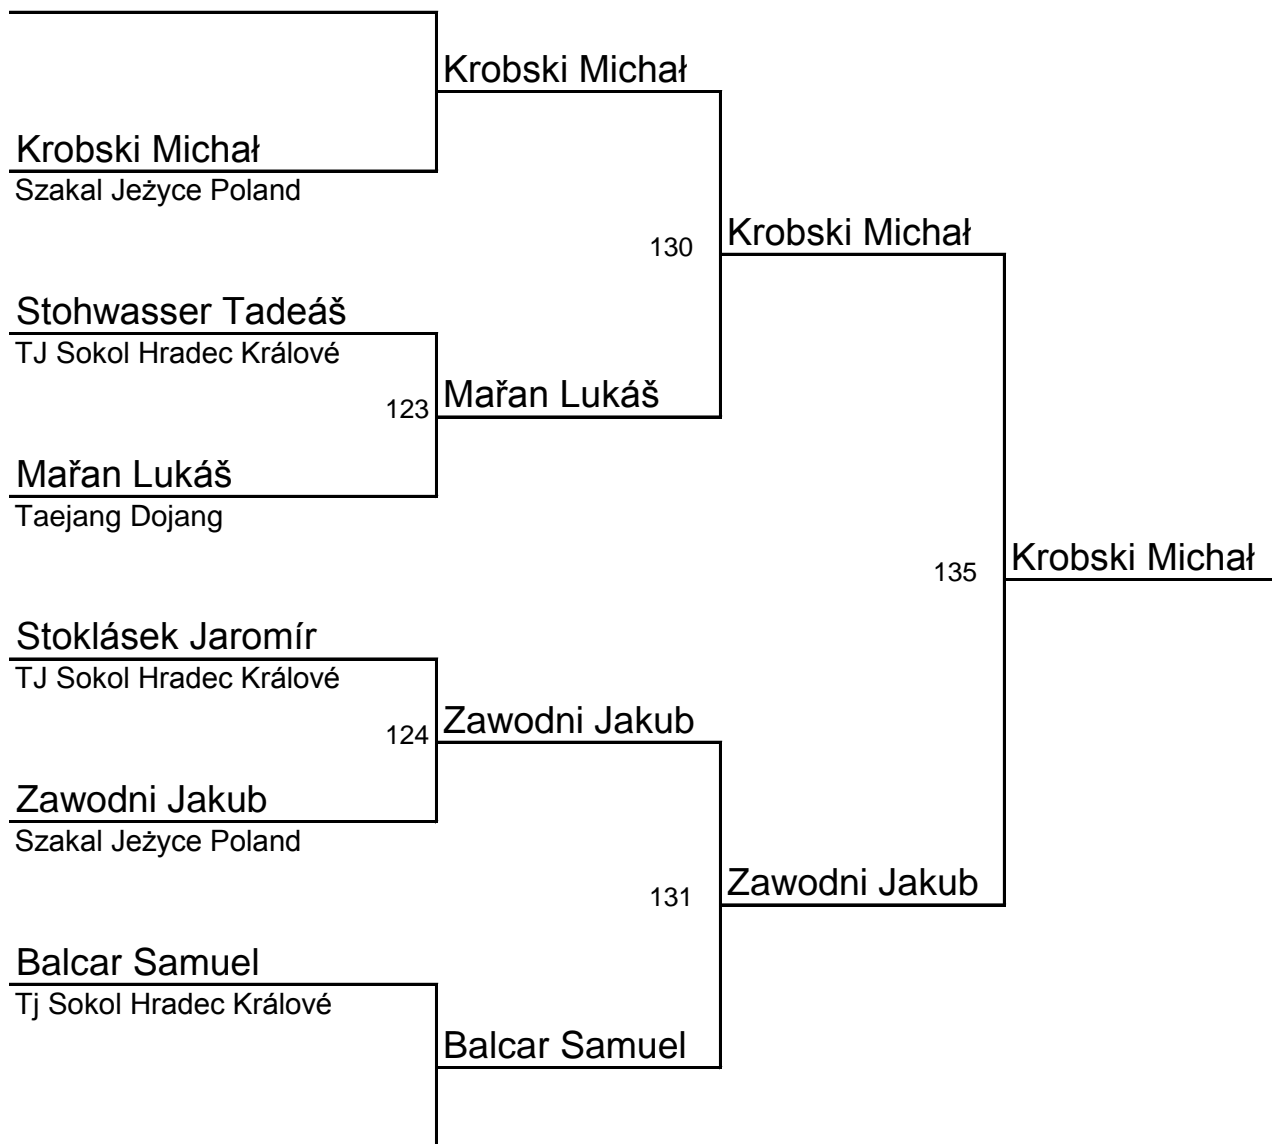 Krobski Michał
Krobski Michał
Szakal Jeżyce Poland
130
Krobski Michał
Stohwasser Tadeáš
TJ Sokol Hradec Králové
123
Mařan Lukáš
Mařan Lukáš
Taejang Dojang
135
Krobski Michał
Stoklásek Jaromír
TJ Sokol Hradec Králové
124
Zawodni Jakub
Zawodni Jakub
Szakal Jeżyce Poland
131
Zawodni Jakub
Balcar Samuel
Tj Sokol Hradec Králové
Balcar Samuel